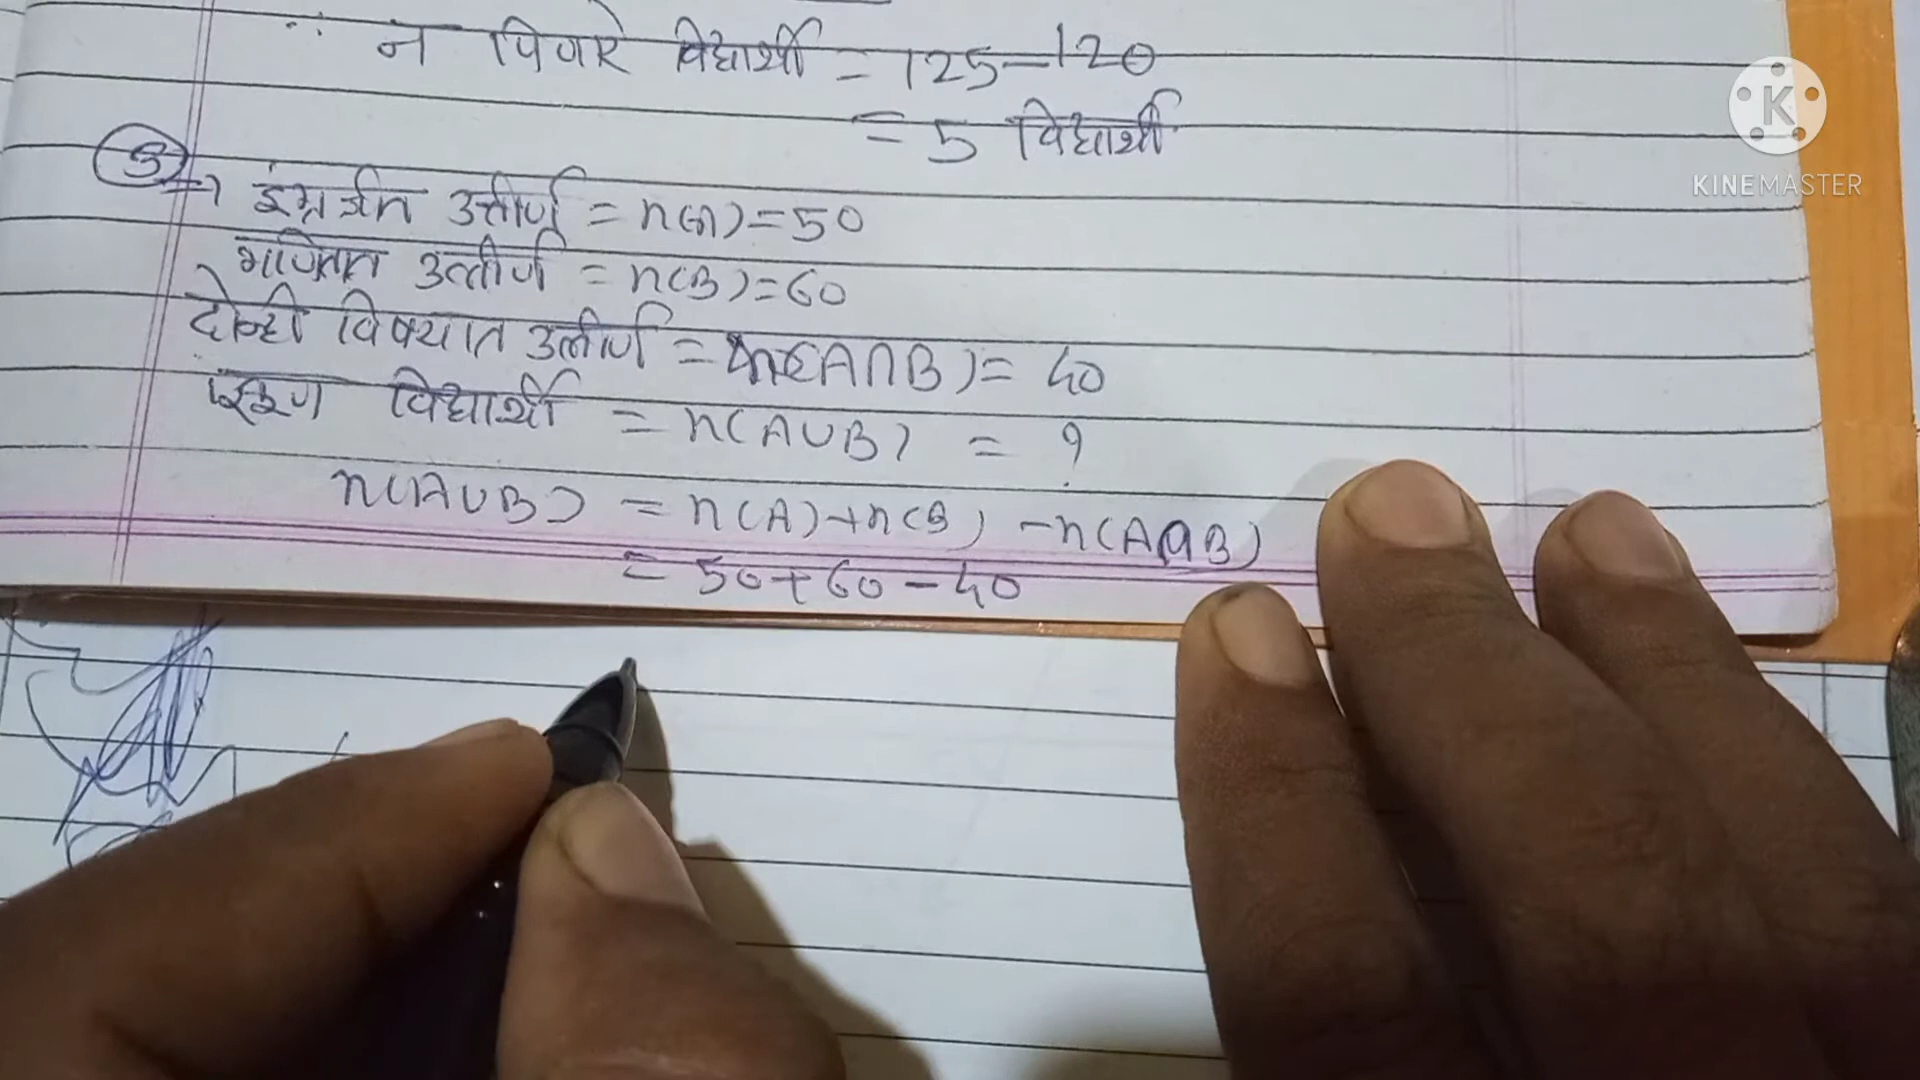 ∴ न पिणारे विद्यार्थी = 125-120
= 5 विद्यार्थी
KINEMASTER
3 → इंग्रजीत उत्तीर्ण = n(A)=50
गणितात उत्तीर्ण = n(B)=60
दोन्ही विषयात उत्तीर्ण = n(A∩B)= 40
एकूण विद्यार्थी = n(A∪B) = ?
n(A∪B) = n(A)+n(B) -n(A∩B)
= 50+60-40